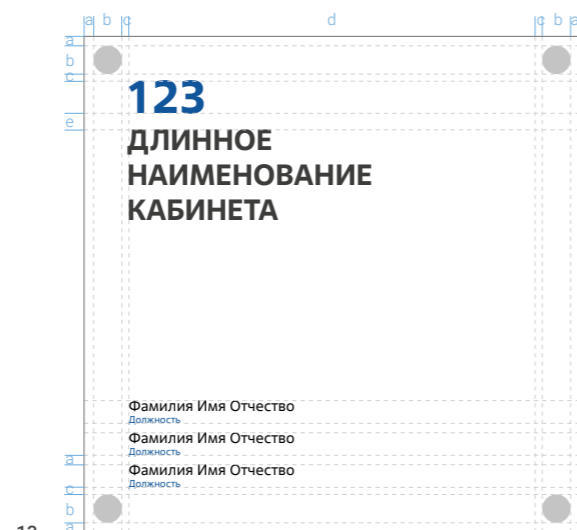 a b c d c b a
a
b
c
123
e
ДЛИННОЕ
НАИМЕНОВАНИЕ
КАБИНЕТА
Фамилия Имя Отчество
Должность
Фамилия Имя Отчество
Должность
a
Фамилия Имя Отчество
Должность
c
b
a